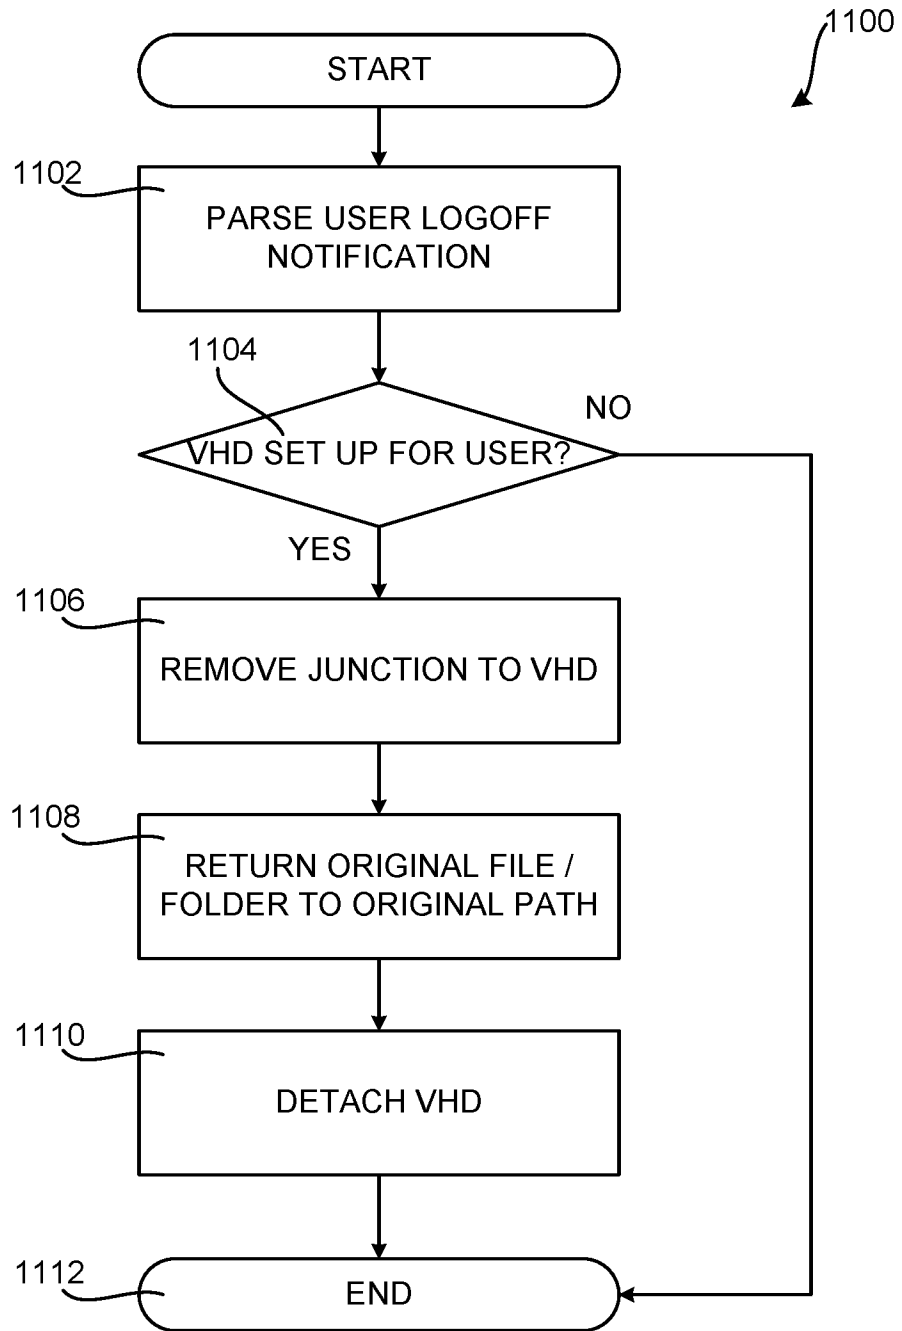 1100
START
1102
PARSE USER LOGOFF
NOTIFICATION
1104
NO
VHD SET UP FOR USER?
YES
1106
REMOVE JUNCTION TO VHD
1108
RETURN ORIGINAL FILE /
FOLDER TO ORIGINAL PATH
1110
DETACH VHD
1112
END